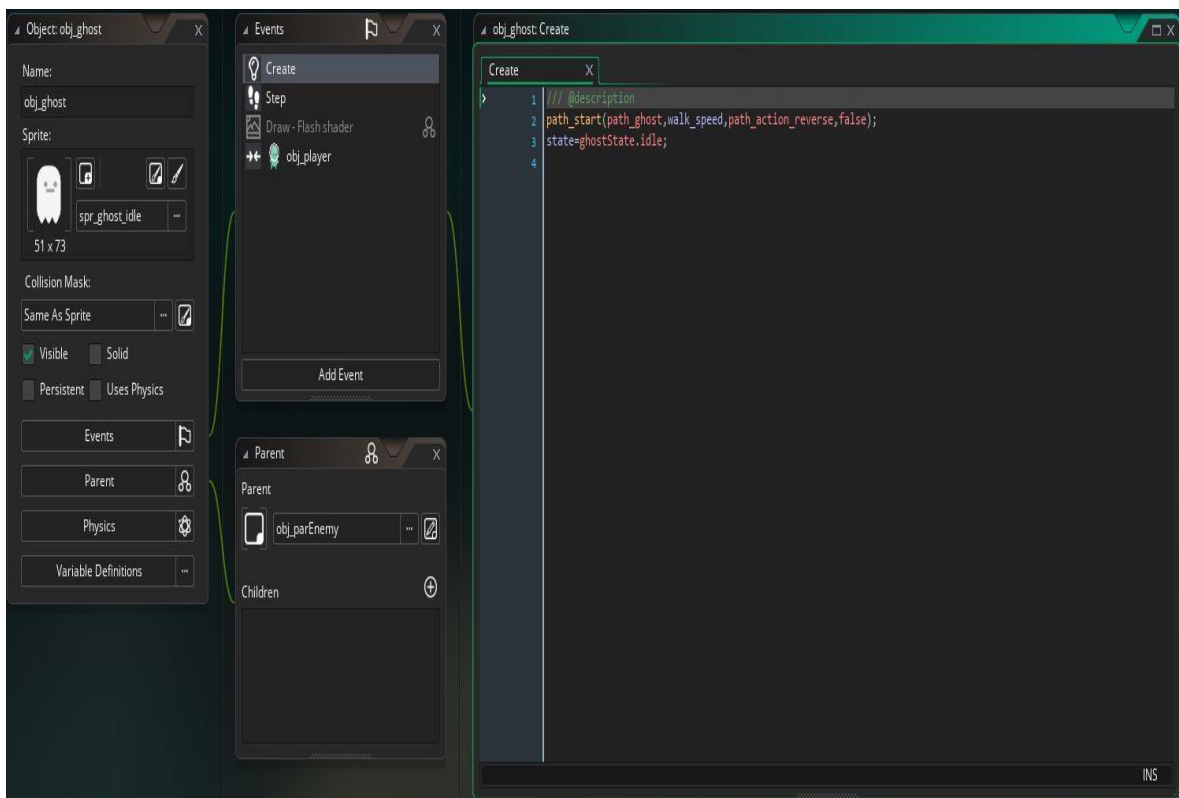 Object: obj_ghost
X
Name:
obj_ghost
Sprite:
spr_ghost_idle
...
51 x 73
Collision Mask:
Same As Sprite
...
Visible
Solid
Persistent
Uses Physics
Events
Parent
Physics
Variable Definitions
...
Events
X
Create
Step
Draw - Flash shader
obj_player
Add Event
Parent
X
Parent
obj_parEnemy
...
Children
obj_ghost: Create
X
Create
X
1 /// @description
2 path_start(path_ghost,walk_speed,path_action_reverse,false);
3 state=ghostState.idle;
4
INS